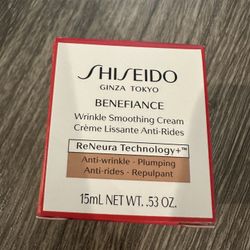 SHISEIDO
GINZA TOKYO
BENEFIANCE
Wrinkle Smoothing Cream
Crème Lissante Anti-Rides
ReNeura Technology+™
Anti-wrinkle - Plumping
Anti-rides - Repulpant
15mL NET WT. .53 OZ.